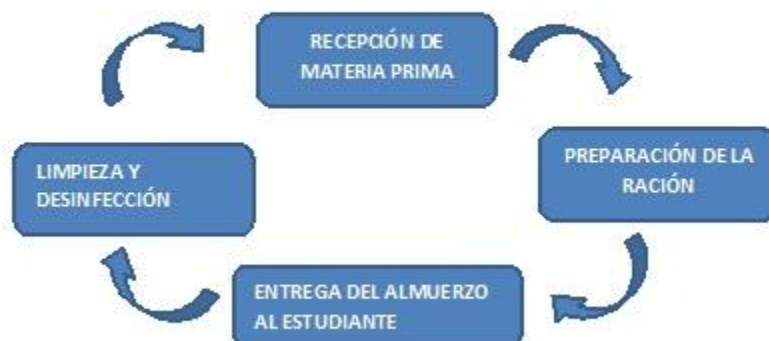 RECEPCIÓN DE
MATERIA PRIMA
PREPARACIÓN DE LA
RACIÓN
ENTREGA DEL ALMUERZO
AL ESTUDIANTE
LIMPIEZA Y
DESINFECCIÓN